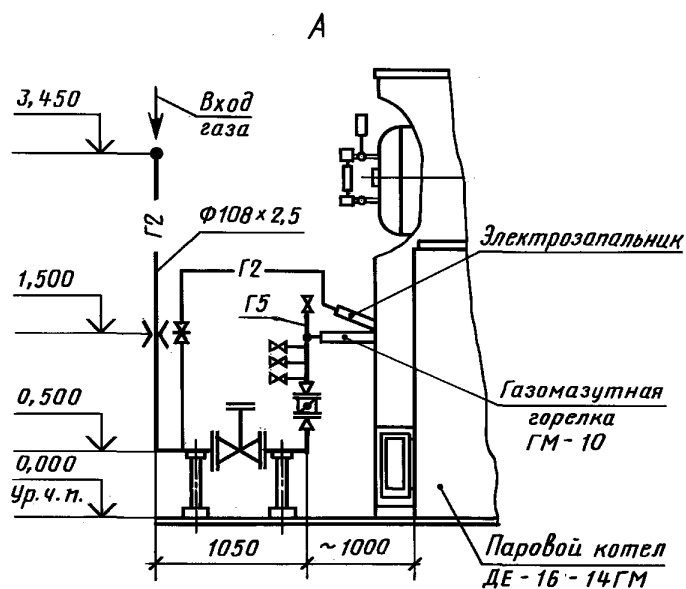 А
3,450
Вход
газа
Г2
Ф108×2,5
Электрозапальник
Г2
1,500
Г5
Газомазутная
горелка
ГМ-10
0,500
0,000
Ур.ч.п.
1050
~1000
Паровой котел
ДЕ-16-14ГМ